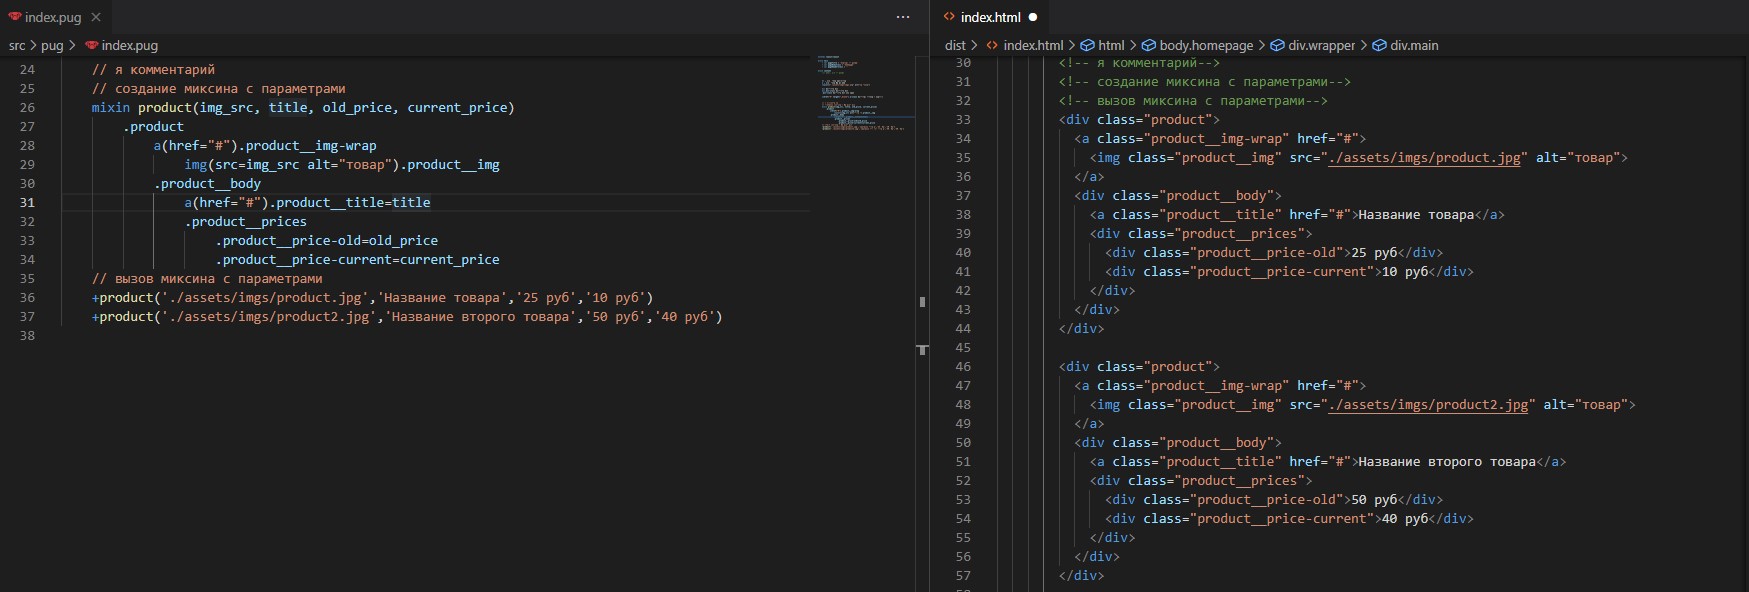 index.pug
src > pug > index.pug
24 // я комментарий
25 // создание миксина с параметрами
26 mixin product(img_src, title, old_price, current_price)
27 .product
28 a(href="#").product__img-wrap
29 img(src=img_src alt="товар").product__img
30 .product__body
31 a(href="#").product__title=title
32 .product__prices
33 .product__price-old=old_price
34 .product__price-current=current_price
35 // вызов миксина с параметрами
36 +product('./assets/imgs/product.jpg','Название товара','25 руб','10 руб')
37 +product('./assets/imgs/product2.jpg','Название второго товара','50 руб','40 руб')
38
index.html
dist > index.html > html > body.homepage > div.wrapper > div.main
30 <!-- я комментарий-->
31 <!-- создание миксина с параметрами-->
32 <!-- вызов миксина с параметрами-->
33 <div class="product">
34 <a class="product__img-wrap" href="#">
35 <img class="product__img" src="./assets/imgs/product.jpg" alt="товар">
36 </a>
37 <div class="product__body">
38 <a class="product__title" href="#">Название товара</a>
39 <div class="product__prices">
40 <div class="product__price-old">25 руб</div>
41 <div class="product__price-current">10 руб</div>
42 </div>
43 </div>
44 </div>
45
46 <div class="product">
47 <a class="product__img-wrap" href="#">
48 <img class="product__img" src="./assets/imgs/product2.jpg" alt="товар">
49 </a>
50 <div class="product__body">
51 <a class="product__title" href="#">Название второго товара</a>
52 <div class="product__prices">
53 <div class="product__price-old">50 руб</div>
54 <div class="product__price-current">40 руб</div>
55 </div>
56 </div>
57 </div>